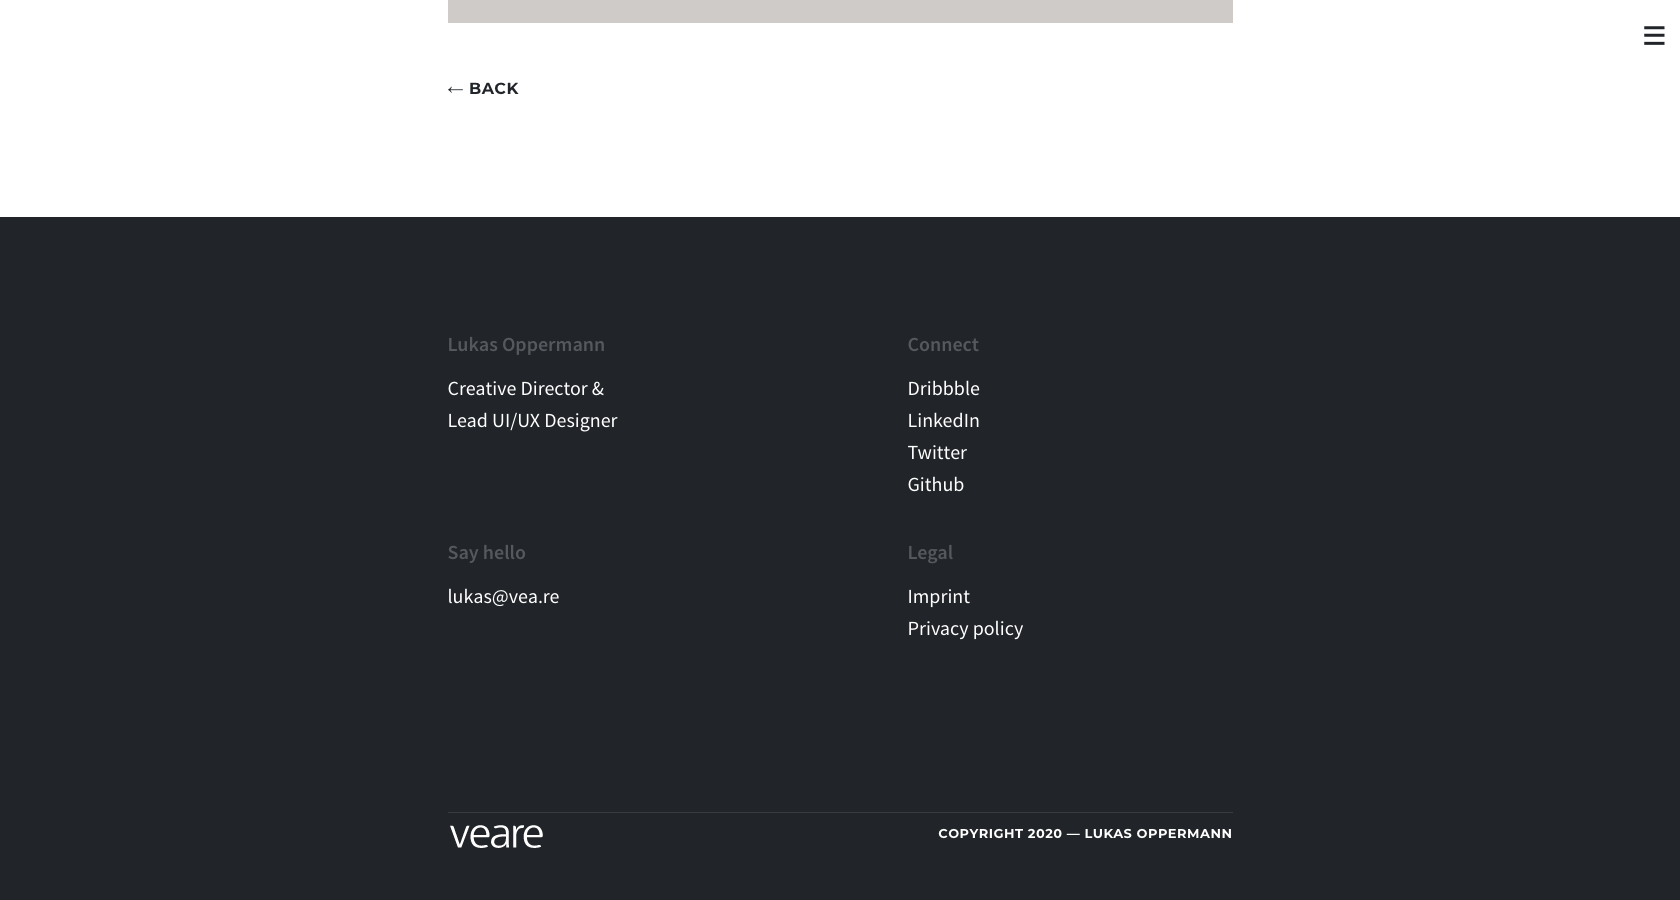 ← BACK
Lukas Oppermann
Creative Director &
Lead UI/UX Designer
Connect
Dribbble
LinkedIn
Twitter
Github
Say hello
lukas@vea.re
Legal
Imprint
Privacy policy
veare
COPYRIGHT 2020 — LUKAS OPPERMANN